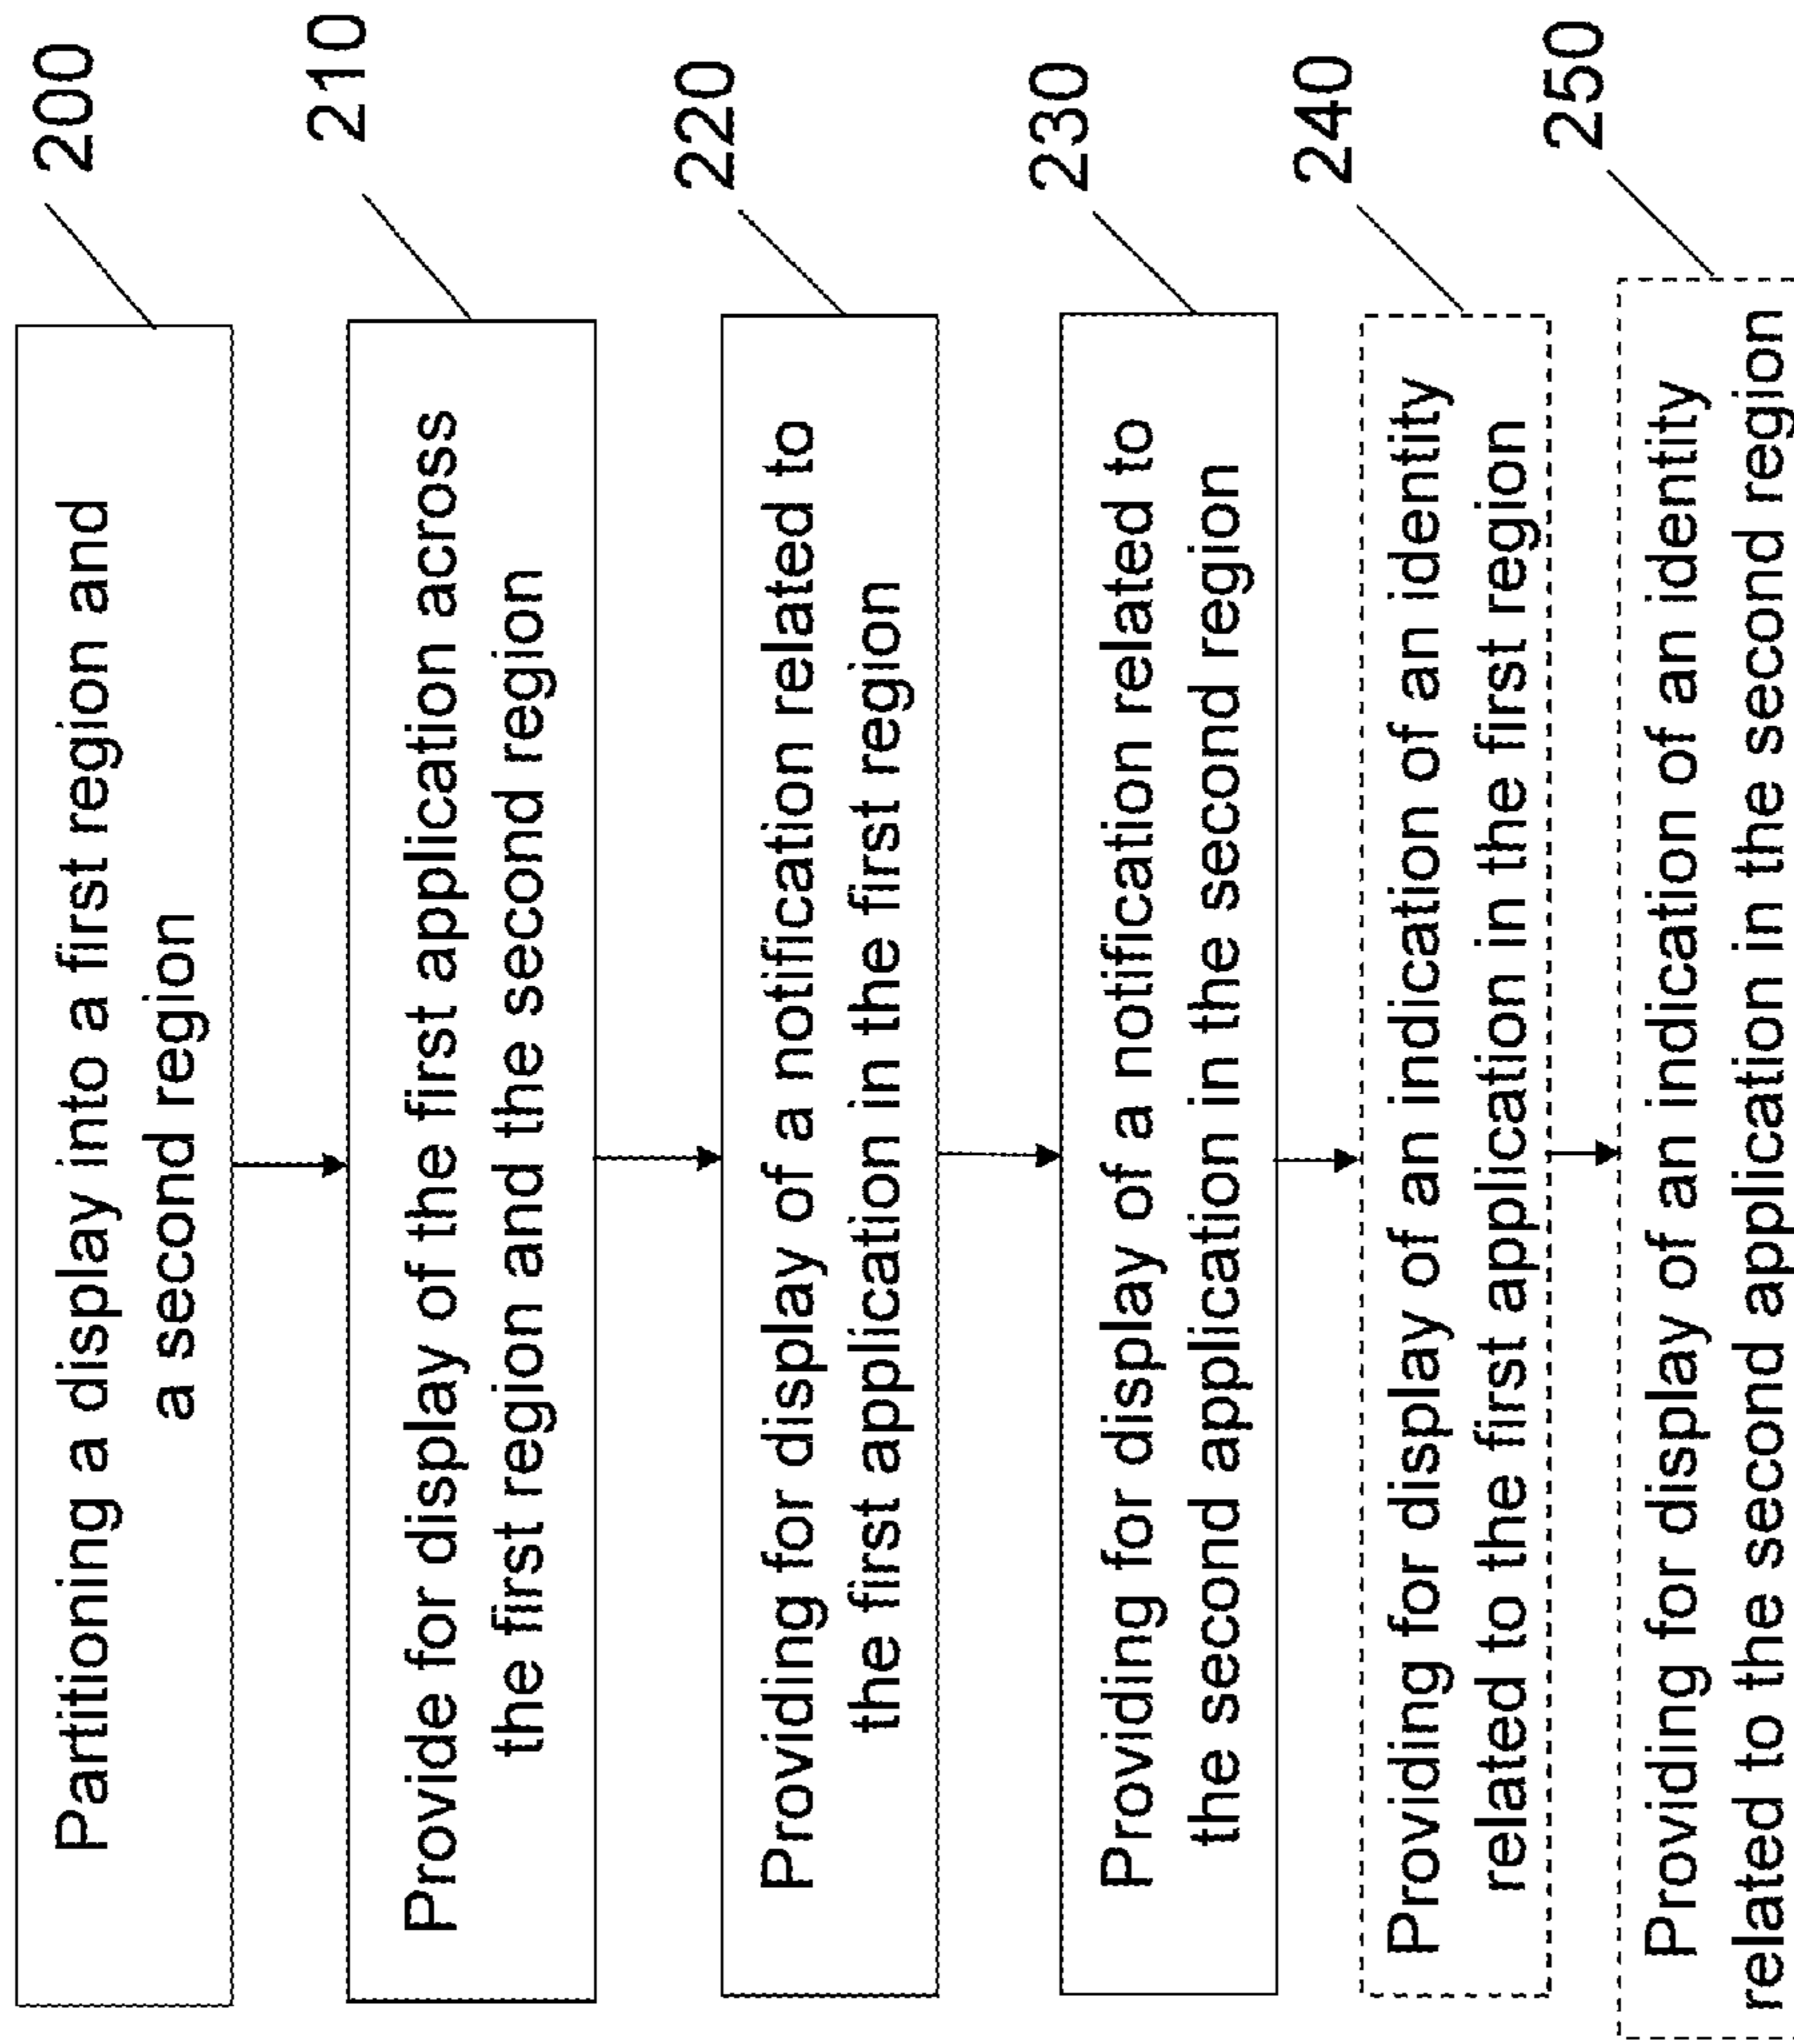 Partitioning a display into a first region and
a second region
200
Provide for display of the first application across
the first region and the second region
210
Providing for display of a notification related to
the first application in the first region
220
Providing for display of a notification related to
the second application in the second region
230
Providing for display of an indication of an identity
related to the first application in the first region
240
Providing for display of an indication of an identity
related to the second application in the second region
250